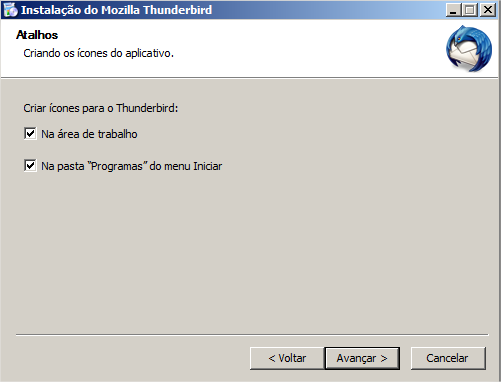 Instalação do Mozilla Thunderbird
Atalhos
Criando os ícones do aplicativo.
Criar ícones para o Thunderbird:
Na área de trabalho
Na pasta “Programas” do menu Iniciar
< Voltar
Avançar >
Cancelar